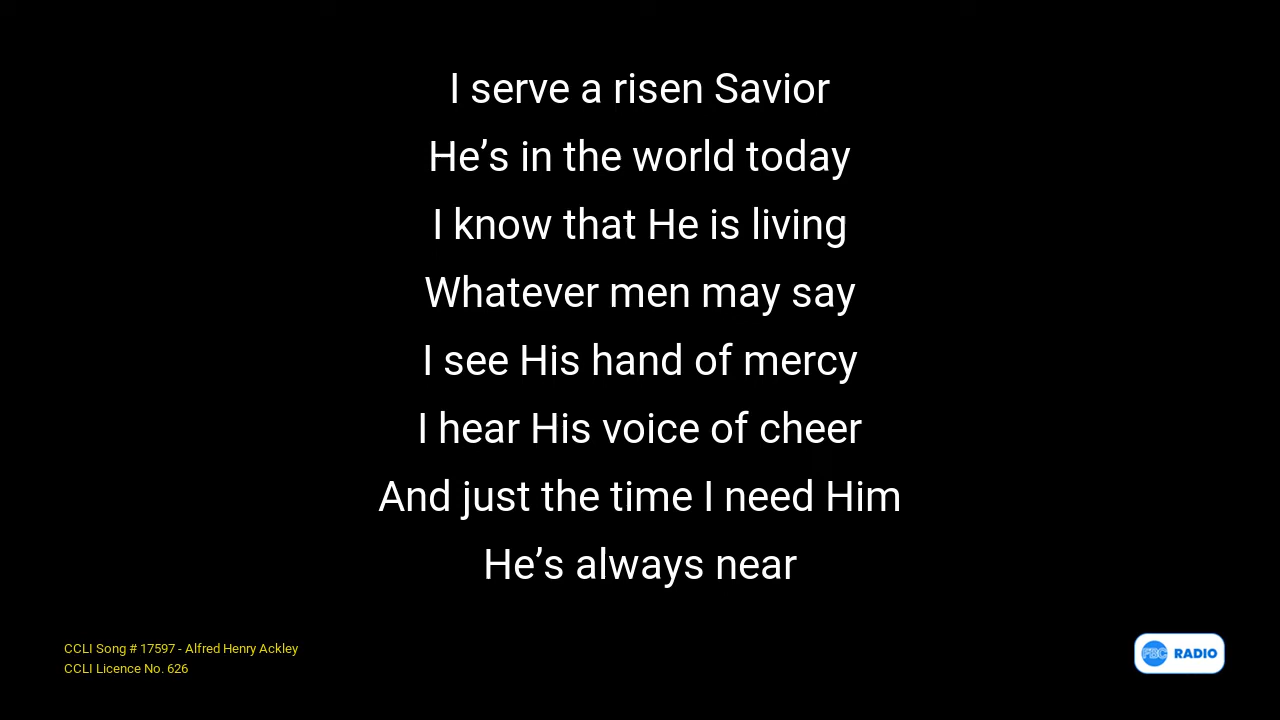 I serve a risen Savior
He’s in the world today
I know that He is living
Whatever men may say
I see His hand of mercy
I hear His voice of cheer
And just the time I need Him
He’s always near
CCLI Song # 17597 - Alfred Henry Ackley
CCLI Licence No. 626
FBC RADIO